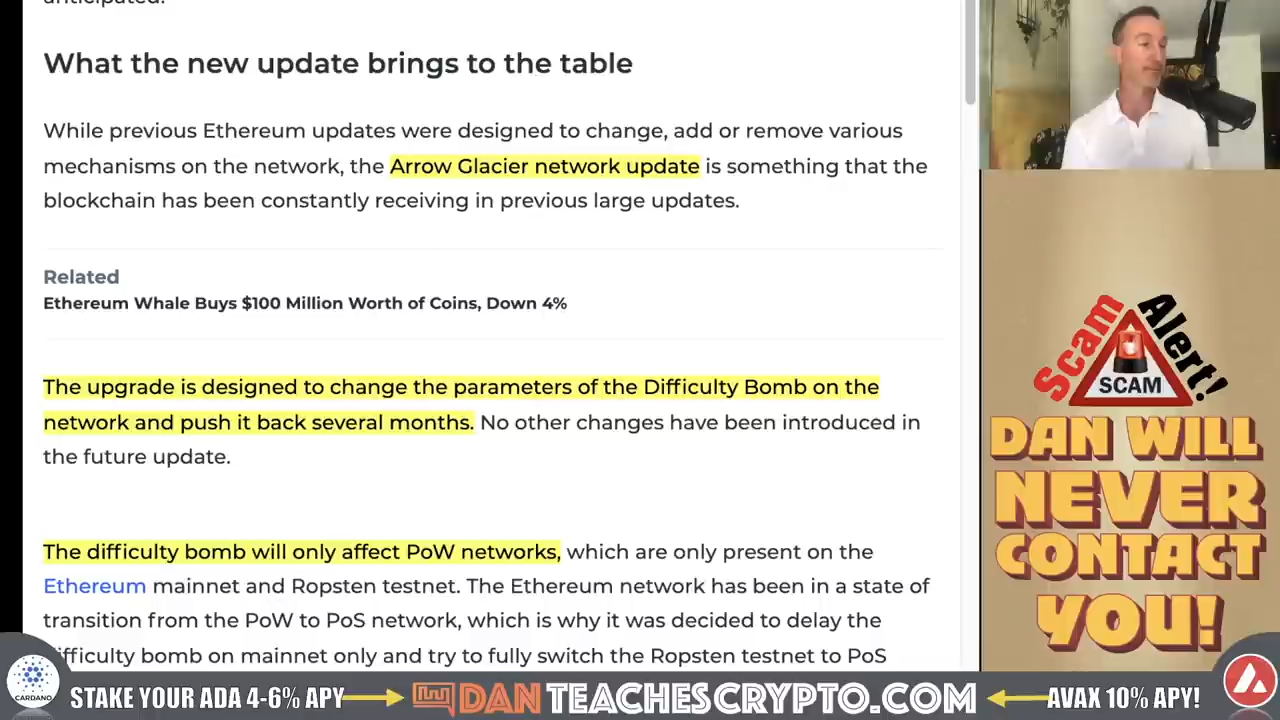 anticipated.
What the new update brings to the table
While previous Ethereum updates were designed to change, add or remove various
mechanisms on the network, the Arrow Glacier network update is something that the
blockchain has been constantly receiving in previous large updates.
Related
Ethereum Whale Buys $100 Million Worth of Coins, Down 4%
The upgrade is designed to change the parameters of the Difficulty Bomb on the
network and push it back several months. No other changes have been introduced in
the future update.
The difficulty bomb will only affect PoW networks, which are only present on the
Ethereum mainnet and Ropsten testnet. The Ethereum network has been in a state of
transition from the PoW to PoS network, which is why it was decided to delay the
difficulty bomb on mainnet only and try to fully switch the Ropsten testnet to PoS
Scam Alert!
SCAM
DAN WILL
NEVER
CONTACT
YOU!
CARDANO
STAKE YOUR ADA 4-6% APY
DANTEACHESCRYPTO.COM
AVAX 10% APY!